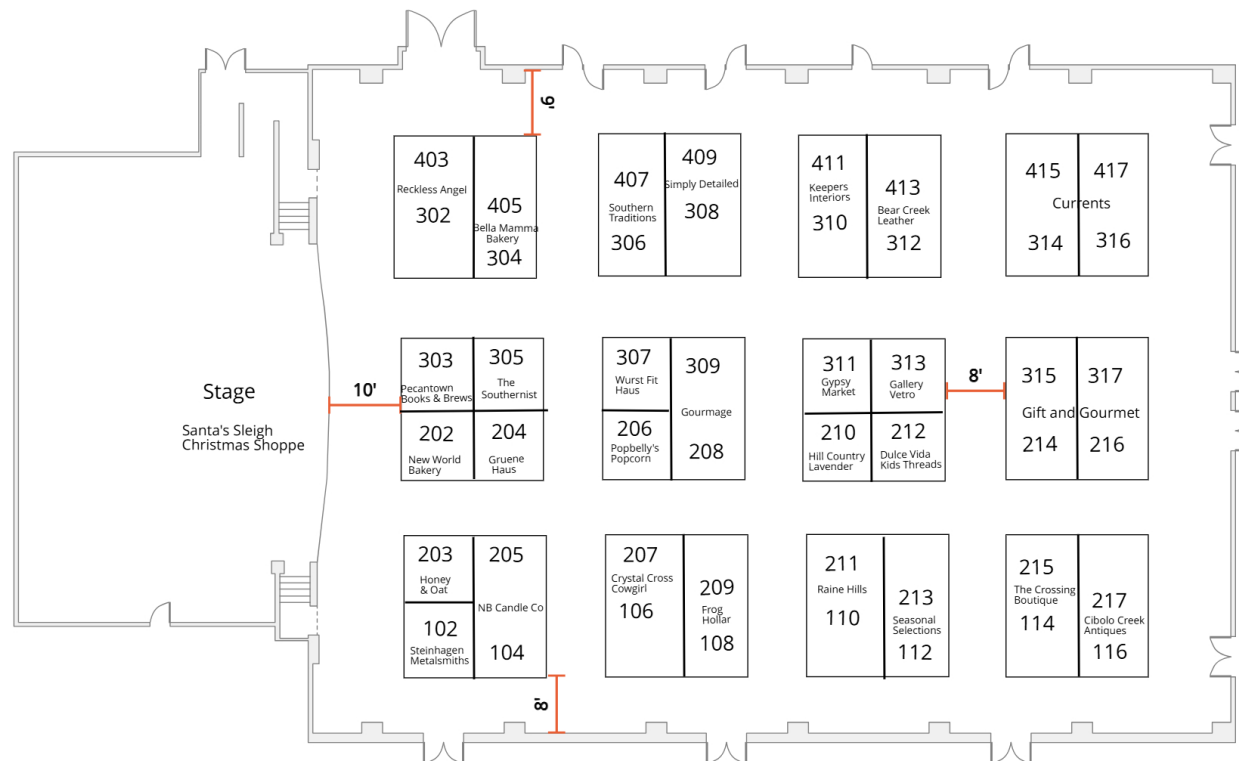 9'
403
Reckless Angel
302
405
Bella Mamma
Bakery
304
407
Southern
Traditions
306
409
Simply Detailed
308
411
Keepers
Interiors
310
413
Bear Creek
Leather
312
415
417
Currents
314
316
Stage
Santa's Sleigh
Christmas Shoppe
10'
303
Pecantown
Books & Brews
305
The
Southernist
202
New World
Bakery
204
Gruene
Haus
307
Wurst Fit
Haus
206
Popbelly's
Popcorn
309
Gourmage
208
311
Gypsy
Market
313
Gallery
Vetro
210
Hill Country
Lavender
212
Dulce Vida
Kids Threads
8'
315
317
Gift and Gourmet
214
216
203
Honey
& Oat
102
Steinhagen
Metalsmiths
205
NB Candle Co
104
207
Crystal Cross
Cowgirl
106
209
Frog
Hollar
108
211
Raine Hills
110
213
Seasonal
Selections
112
215
The Crossing
Boutique
114
217
Cibolo Creek
Antiques
116
8'